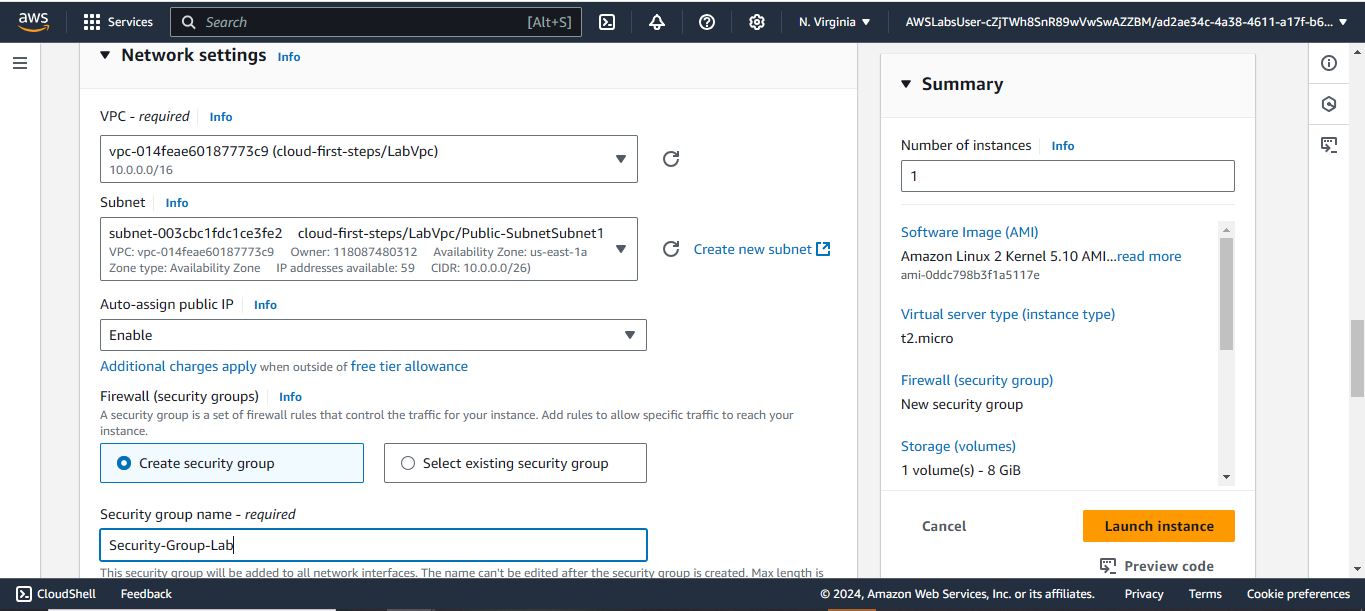 aws
Services
Search
[Alt+S]
N. Virginia
AWSLabsUser-cZjTWh8SnR89wVwSwAZZBM/ad2ae34c-4a38-4611-a17f-b6...
Network settings Info
VPC - required Info
vpc-014feae60187773c9 (cloud-first-steps/LabVpc)
10.0.0.0/16
Subnet Info
subnet-003cbc1fdc1ce3fe2 cloud-first-steps/LabVpc/Public-SubnetSubnet1
VPC: vpc-014feae60187773c9 Owner: 118087480312 Availability Zone: us-east-1a
Zone type: Availability Zone IP addresses available: 59 CIDR: 10.0.0.0/26)
Create new subnet
Auto-assign public IP Info
Enable
Additional charges apply when outside of free tier allowance
Firewall (security groups) Info
A security group is a set of firewall rules that control the traffic for your instance. Add rules to allow specific traffic to reach your
instance.
Create security group
Select existing security group
Security group name - required
Security-Group-Lab
This security group will be added to all network interfaces. The name can't be edited after the security group is created. Max length is
Summary
Number of instances Info
1
Software Image (AMI)
Amazon Linux 2 Kernel 5.10 AMI...read more
ami-0ddc798b3f1a5117e
Virtual server type (instance type)
t2.micro
Firewall (security group)
New security group
Storage (volumes)
1 volume(s) - 8 GiB
Cancel
Launch instance
Preview code
CloudShell
Feedback
© 2024, Amazon Web Services, Inc. or its affiliates.
Privacy
Terms
Cookie preferences